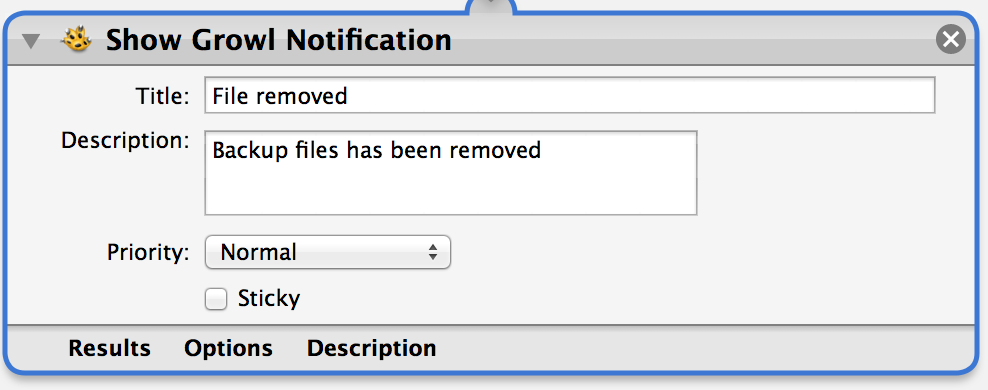 Show Growl Notification
Title: File removed
Description: Backup files has been removed
Priority: Normal
Sticky
Results Options Description